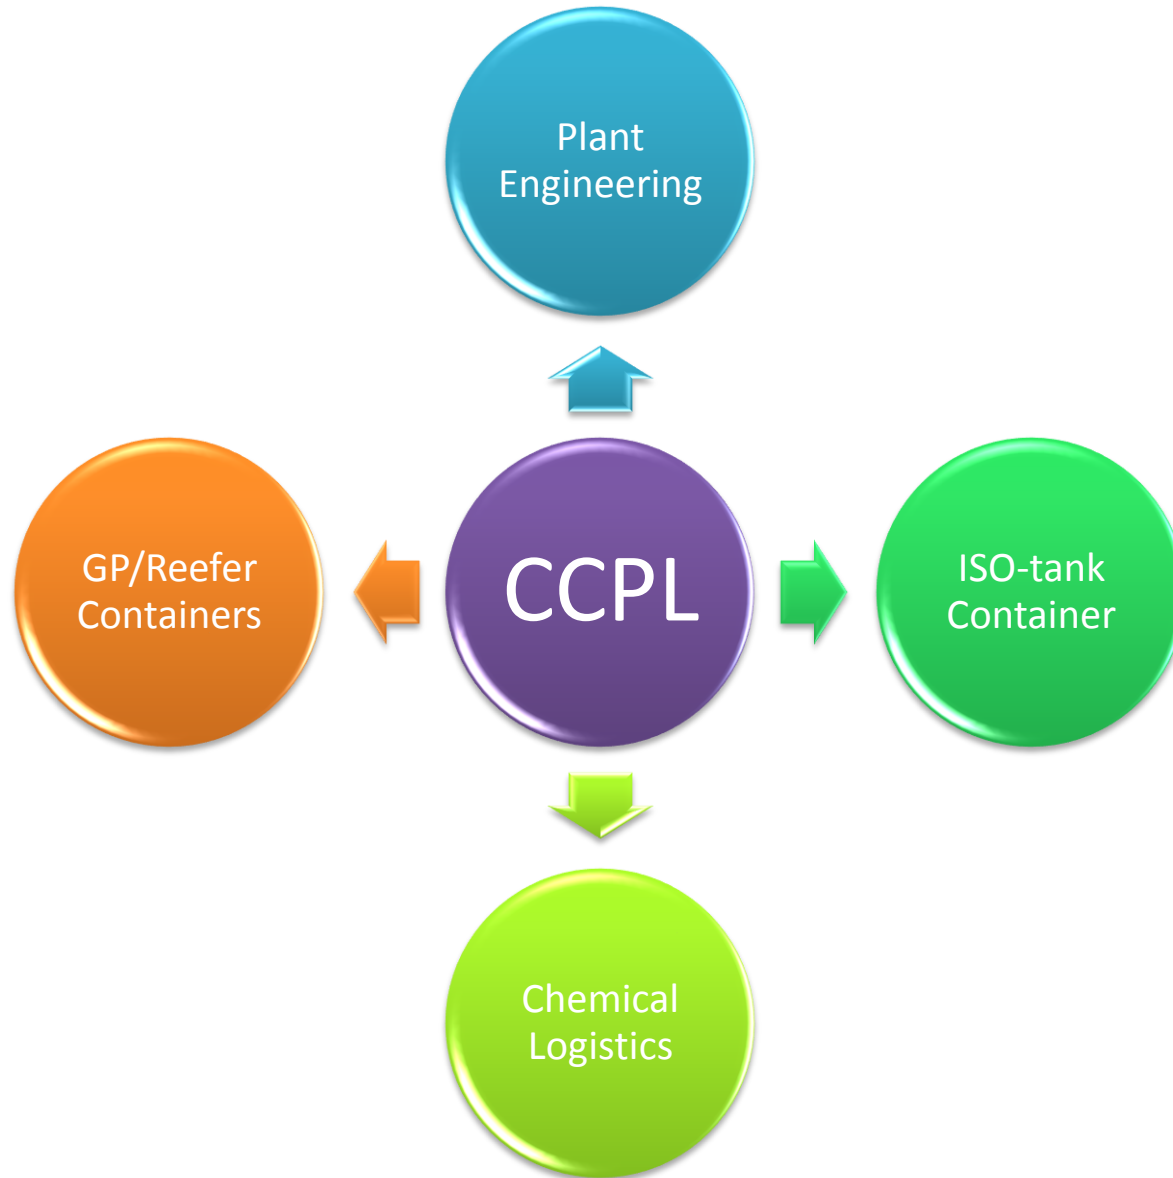 Plant
Engineering
GP/Reefer
Containers
CCPL
ISO-tank
Container
Chemical
Logistics